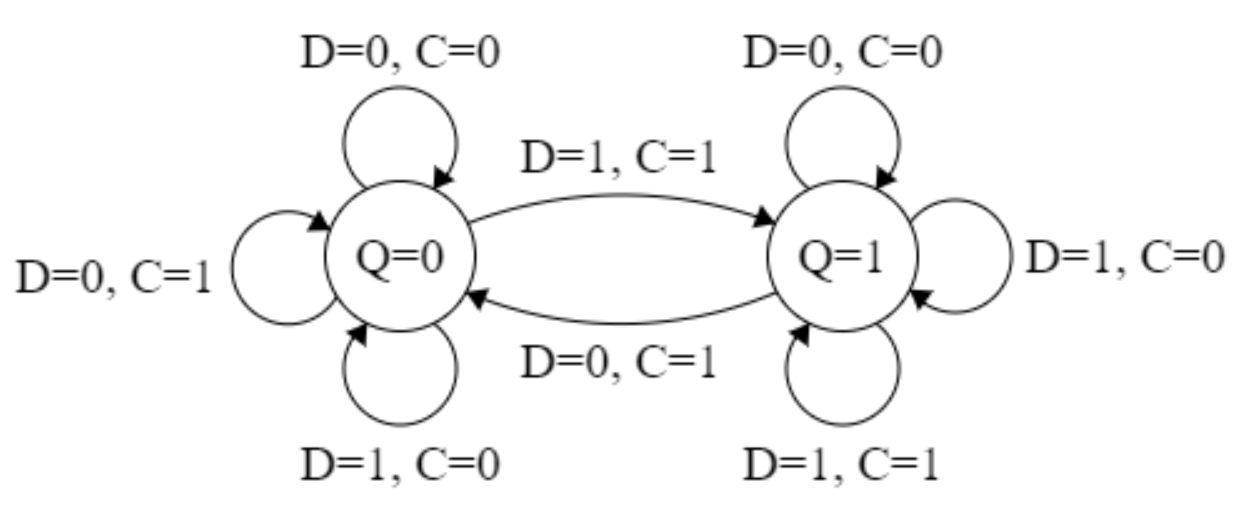 D=0, C=0
D=0, C=0
D=1, C=1
Q=0
Q=1
D=1, C=0
D=0, C=1
D=0, C=1
D=1, C=0
D=1, C=1